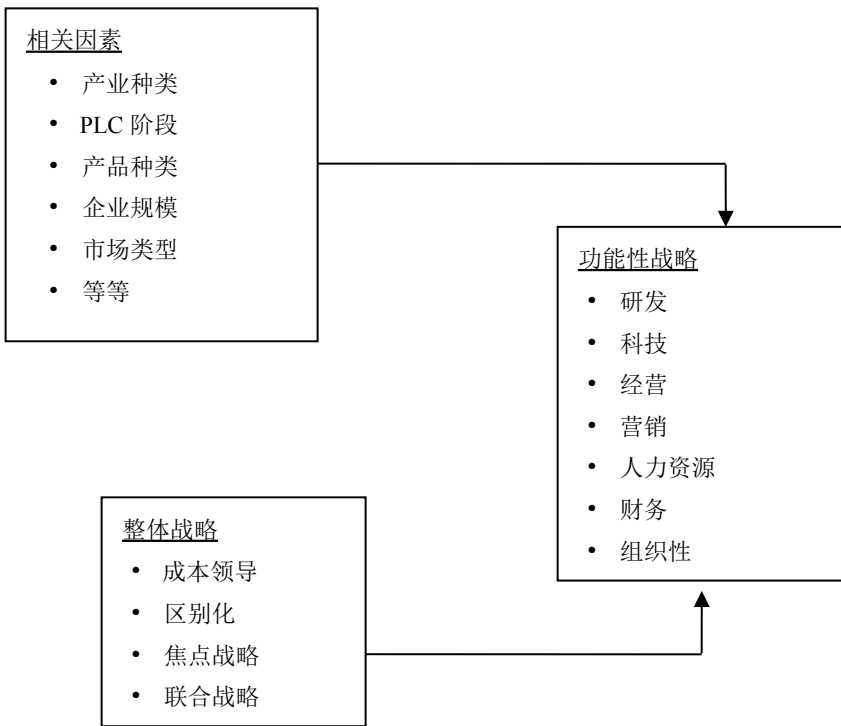 相关因素
• 产业种类
• PLC 阶段
• 产品种类
• 企业规模
• 市场类型
• 等等
功能性战略
• 研发
• 科技
• 经营
• 营销
• 人力资源
• 财务
• 组织性
整体战略
• 成本领导
• 区别化
• 焦点战略
• 联合战略